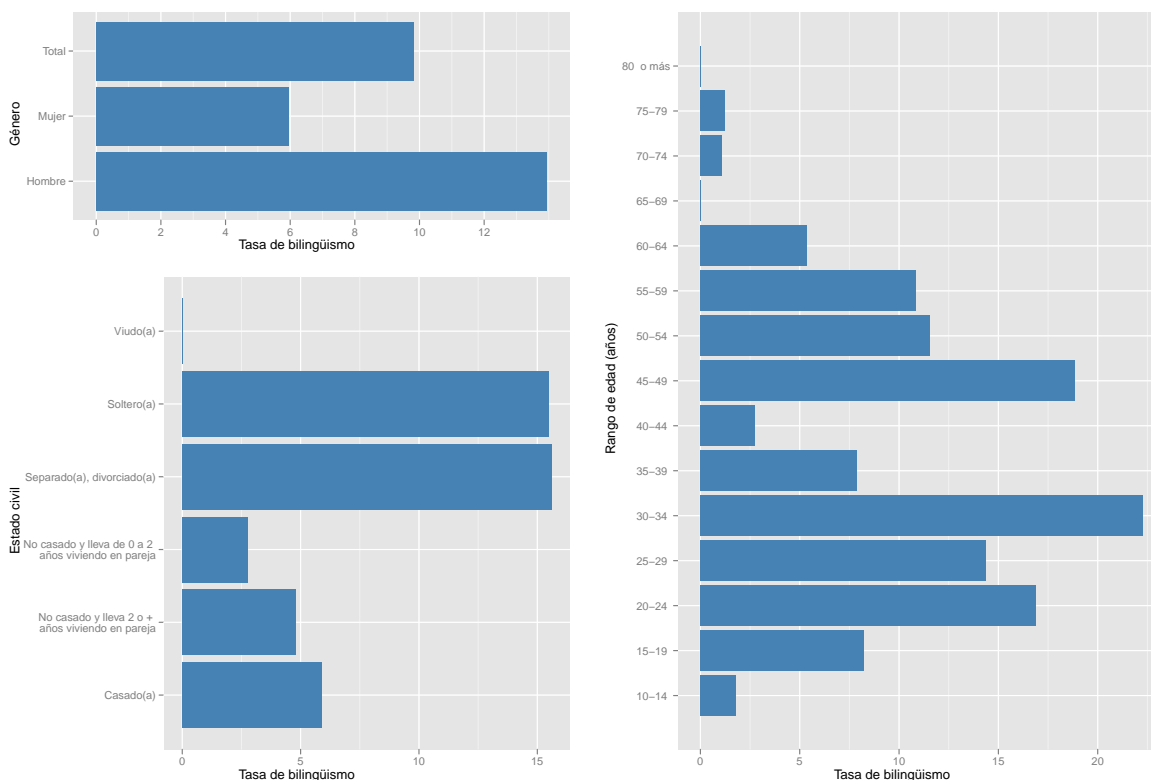 Género
Total
Mujer
Hombre
0 2 4 6 8 10 12
Tasa de bilingüismo
Estado civil
Viudo(a)
Soltero(a)
Separado(a), divorciado(a)
No casado y lleva de 0 a 2
años viviendo en pareja
No casado y lleva 2 o +
años viviendo en pareja
Casado(a)
0 5 10 15
Tasa de bilingüismo
Rango de edad (años)
80 o más
75−79
70−74
65−69
60−64
55−59
50−54
45−49
40−44
35−39
30−34
25−29
20−24
15−19
10−14
0 5 10 15 20
Tasa de bilingüismo